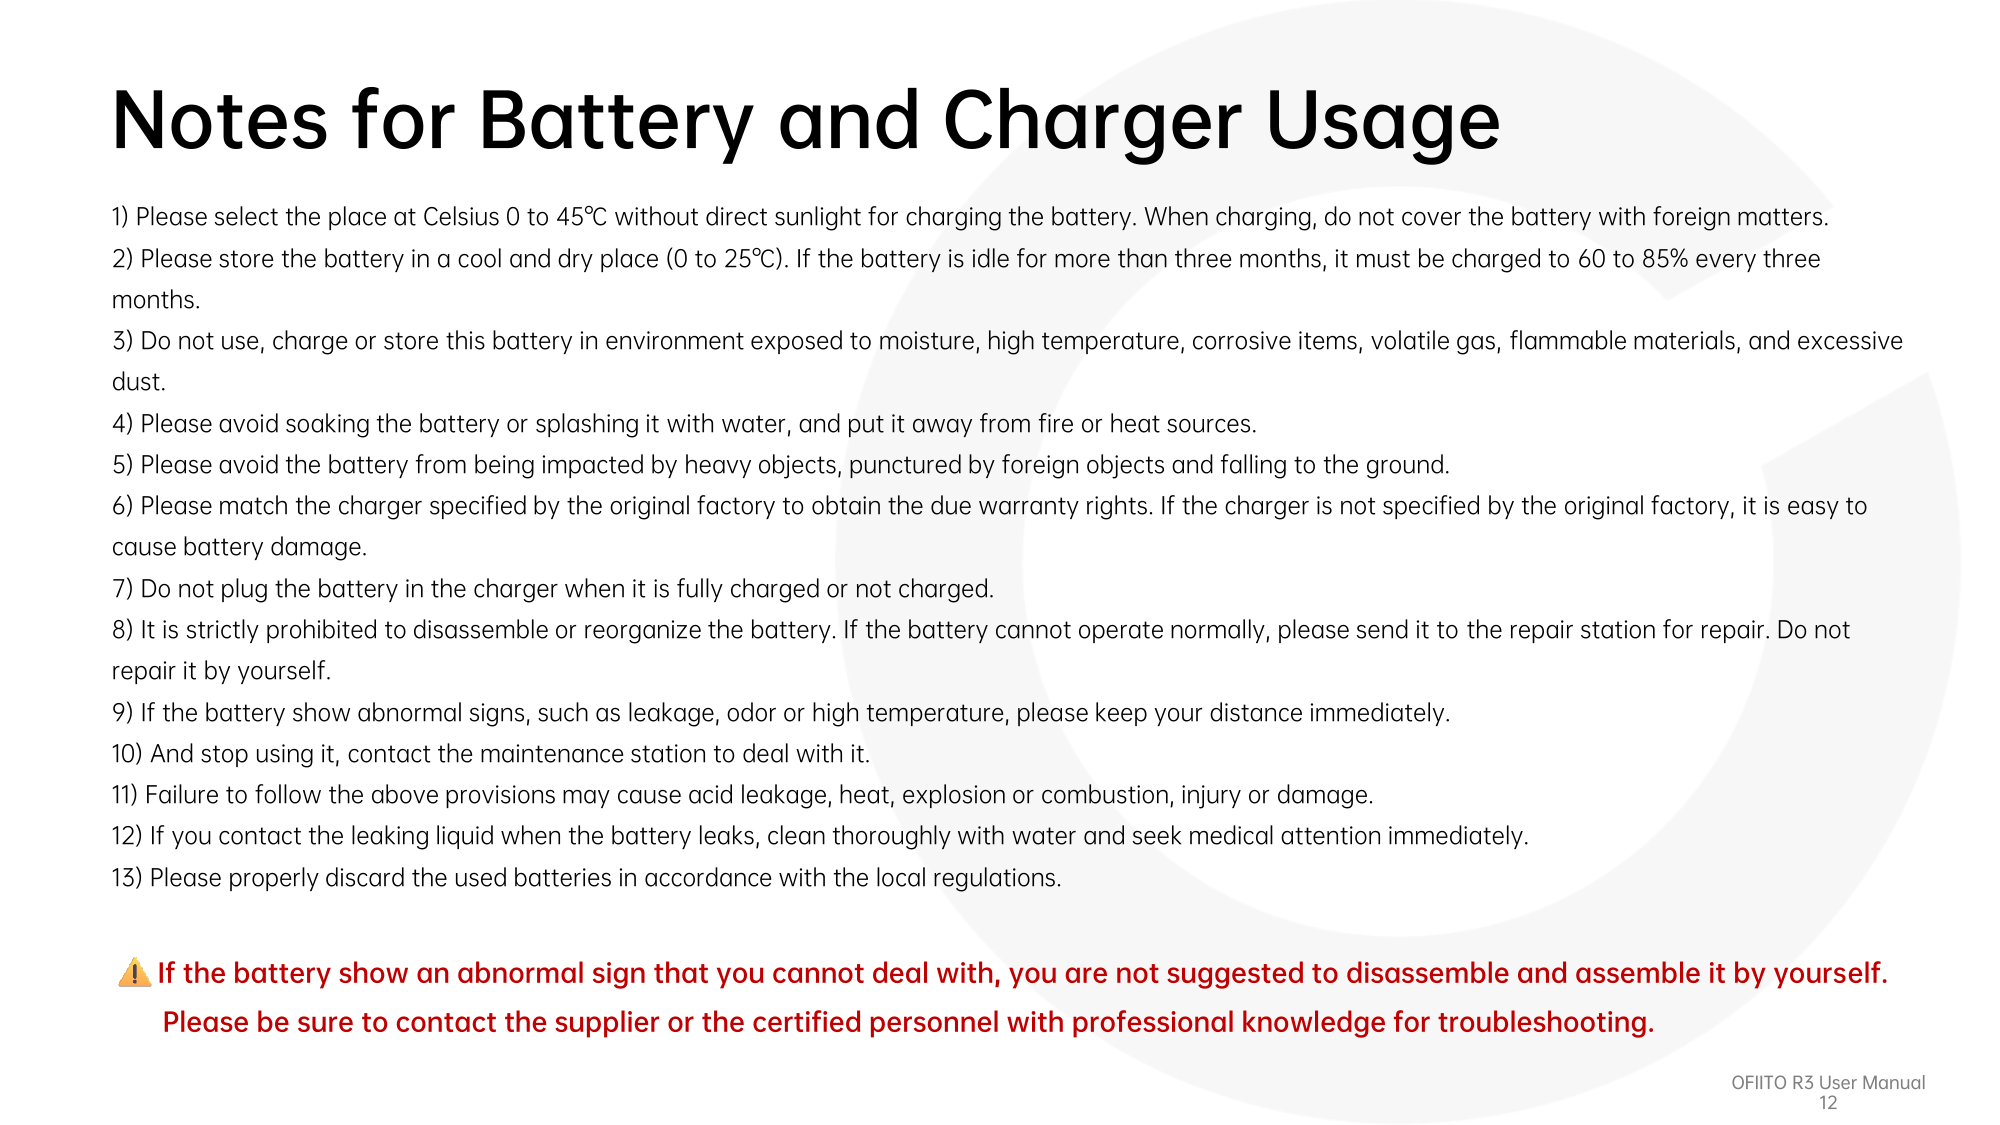 Notes for Battery and Charger Usage
1) Please select the place at Celsius 0 to 45℃ without direct sunlight for charging the battery. When charging, do not cover the battery with foreign matters.
2) Please store the battery in a cool and dry place (0 to 25℃). If the battery is idle for more than three months, it must be charged to 60 to 85% every three
months.
3) Do not use, charge or store this battery in environment exposed to moisture, high temperature, corrosive items, volatile gas, flammable materials, and excessive
dust.
4) Please avoid soaking the battery or splashing it with water, and put it away from fire or heat sources.
5) Please avoid the battery from being impacted by heavy objects, punctured by foreign objects and falling to the ground.
6) Please match the charger specified by the original factory to obtain the due warranty rights. If the charger is not specified by the original factory, it is easy to
cause battery damage.
7) Do not plug the battery in the charger when it is fully charged or not charged.
8) It is strictly prohibited to disassemble or reorganize the battery. If the battery cannot operate normally, please send it to the repair station for repair. Do not
repair it by yourself.
9) If the battery show abnormal signs, such as leakage, odor or high temperature, please keep your distance immediately.
10) And stop using it, contact the maintenance station to deal with it.
11) Failure to follow the above provisions may cause acid leakage, heat, explosion or combustion, injury or damage.
12) If you contact the leaking liquid when the battery leaks, clean thoroughly with water and seek medical attention immediately.
13) Please properly discard the used batteries in accordance with the local regulations.
⚠️ If the battery show an abnormal sign that you cannot deal with, you are not suggested to disassemble and assemble it by yourself.
Please be sure to contact the supplier or the certified personnel with professional knowledge for troubleshooting.
OFIITO R3 User Manual
12